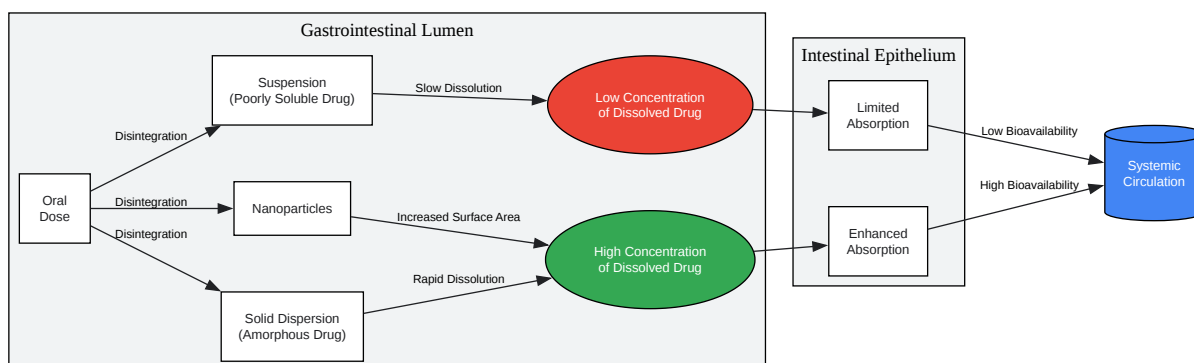 Gastrointestinal Lumen
Intestinal Epithelium
Oral
Dose
Disintegration
Disintegration
Disintegration
Suspension
(Poorly Soluble Drug)
Nanoparticles
Solid Dispersion
(Amorphous Drug)
Slow Dissolution
Increased Surface Area
Rapid Dissolution
Low Concentration
of Dissolved Drug
High Concentration
of Dissolved Drug
Limited
Absorption
Enhanced
Absorption
Low Bioavailability
High Bioavailability
Systemic
Circulation